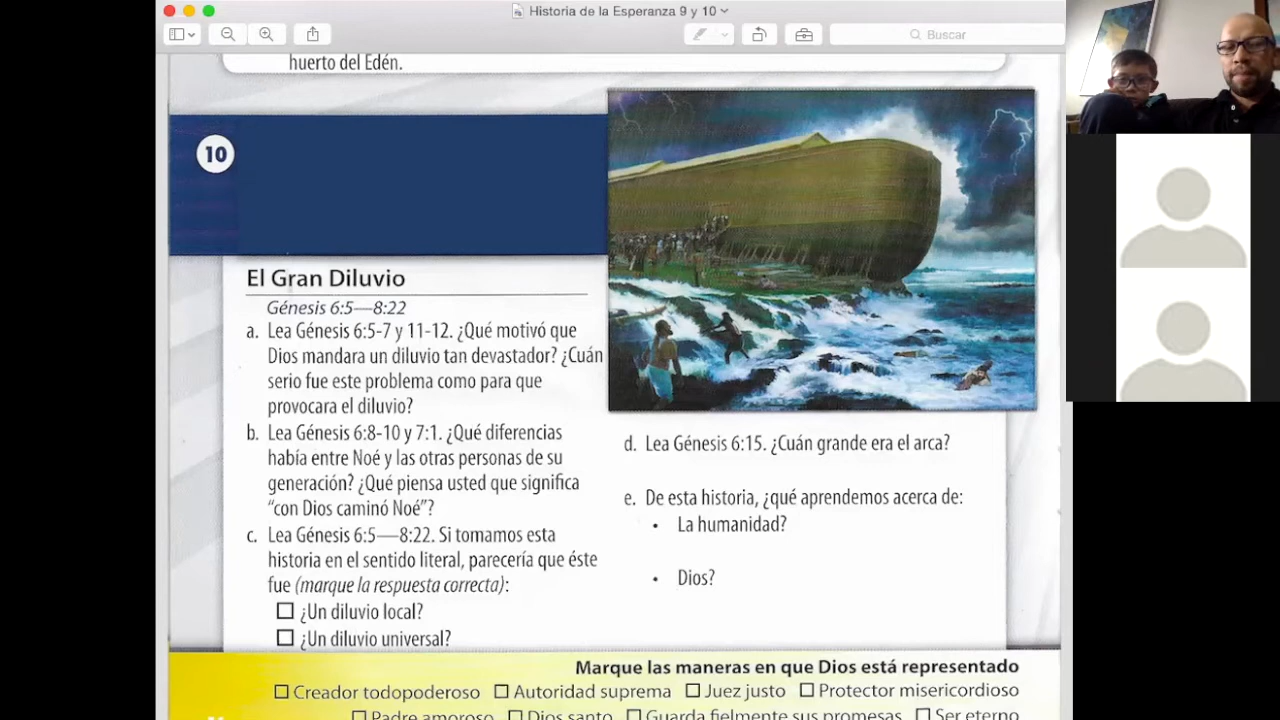 Historia de la Esperanza 9 y 10
Buscar
huerto del Edén.
10
El Gran Diluvio
Génesis 6:5—8:22
a. Lea Génesis 6:5-7 y 11-12. ¿Qué motivó que
Dios mandara un diluvio tan devastador? ¿Cuán
serio fue este problema como para que
provocara el diluvio?
b. Lea Génesis 6:8-10 y 7:1. ¿Qué diferencias
había entre Noé y las otras personas de su
generación? ¿Qué piensa usted que significa
“con Dios caminó Noé”?
c. Lea Génesis 6:5—8:22. Si tomamos esta
historia en el sentido literal, parecería que éste
fue (marque la respuesta correcta):
¿Un diluvio local?
¿Un diluvio universal?
d. Lea Génesis 6:15. ¿Cuán grande era el arca?
e. De esta historia, ¿qué aprendemos acerca de:
• La humanidad?
• Dios?
Marque las maneras en que Dios está representado
Creador todopoderoso Autoridad suprema Juez justo Protector misericordioso
Padre amoroso Dios santo Guarda fielmente sus promesas Ser eterno